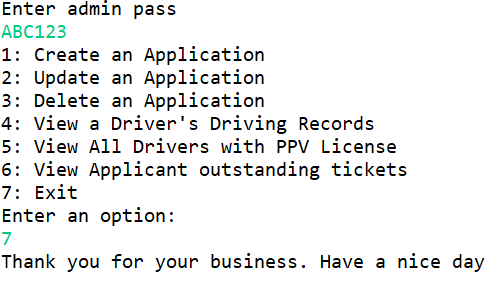 Enter admin pass
ABC123
1: Create an Application
2: Update an Application
3: Delete an Application
4: View a Driver's Driving Records
5: View All Drivers with PPV License
6: View Applicant outstanding tickets
7: Exit
Enter an option:
7
Thank you for your business. Have a nice day